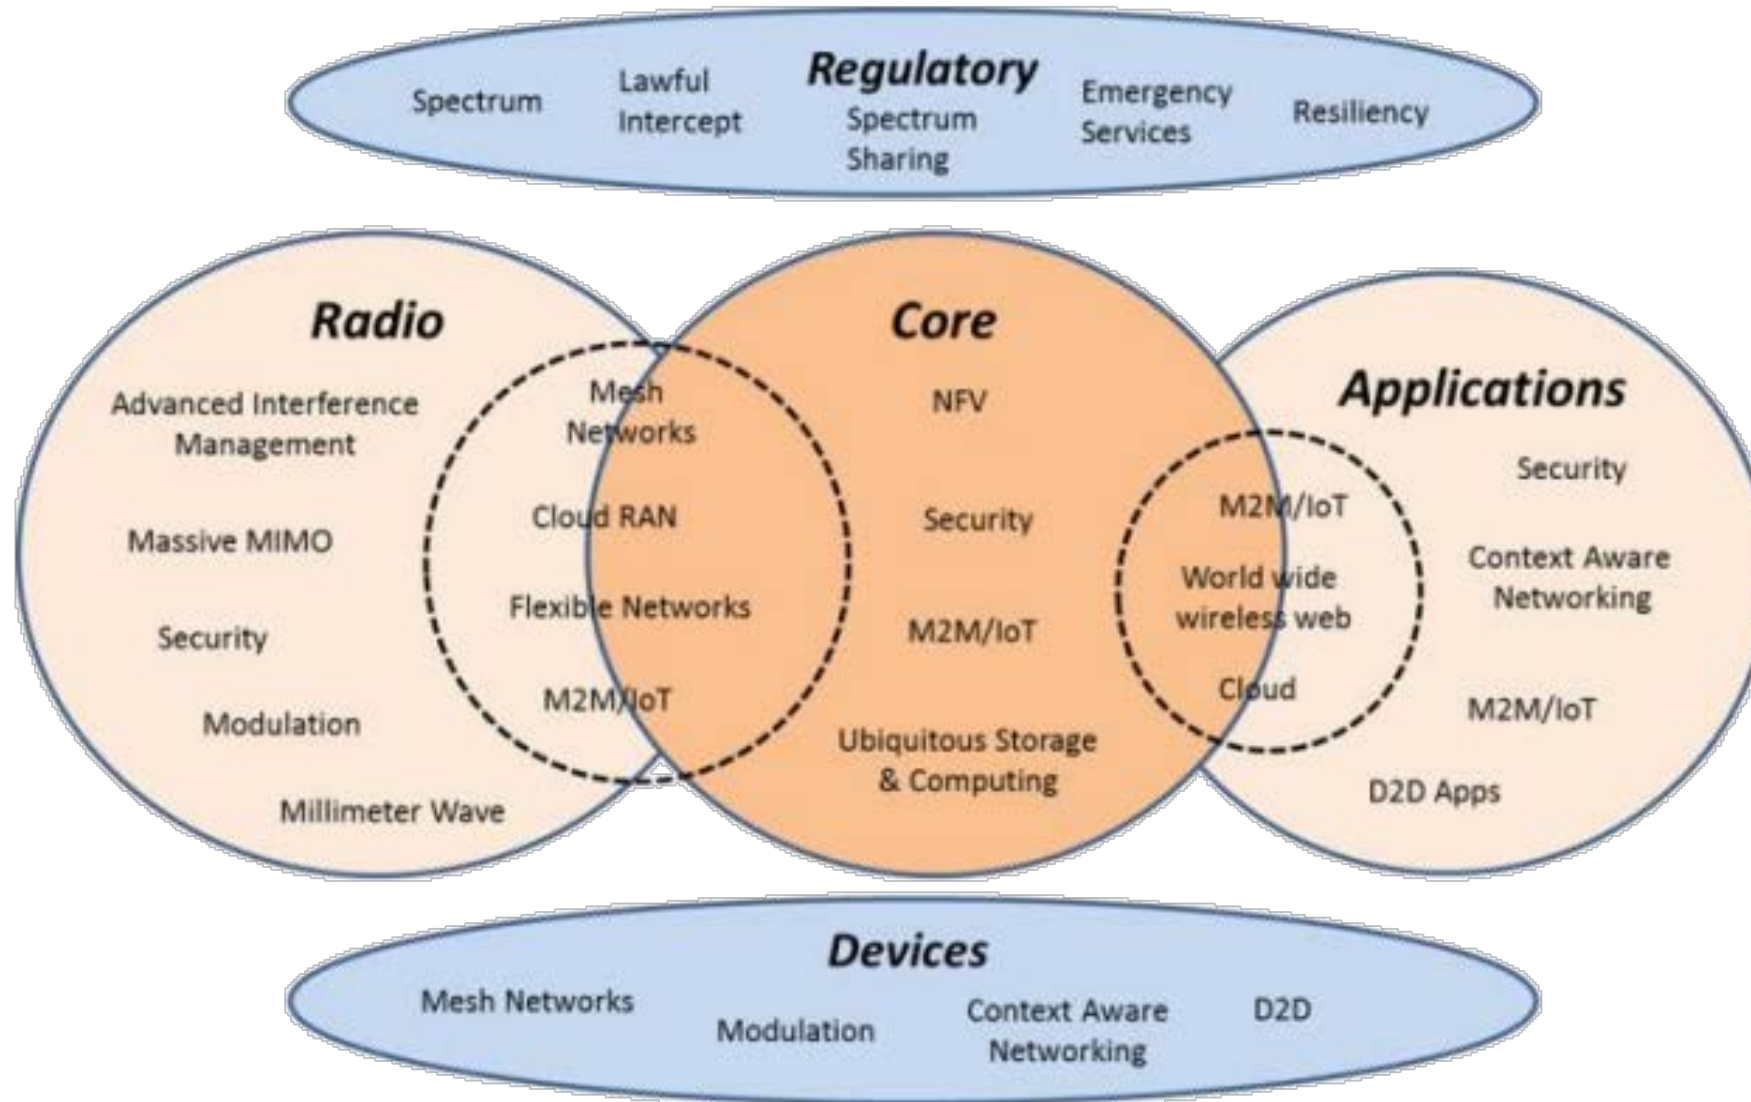 Regulatory
Spectrum
Lawful
Intercept
Spectrum
Sharing
Emergency
Services
Resiliency
Radio
Advanced Interference
Management
Massive MIMO
Security
Modulation
Millimeter Wave
Mesh
Networks
Cloud RAN
Flexible Networks
M2M/IoT
Core
NFV
Security
M2M/IoT
Ubiquitous Storage
& Computing
M2M/IoT
World wide
wireless web
Cloud
Applications
Security
Context Aware
Networking
M2M/IoT
D2D Apps
Devices
Mesh Networks
Modulation
Context Aware
Networking
D2D